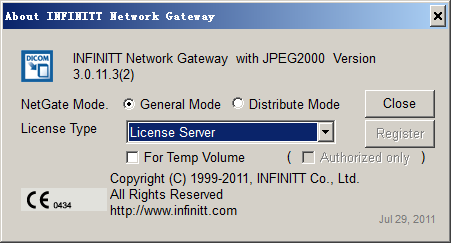 About INFINITT Network Gateway
DICOM
INFINITT Network Gateway with JPEG2000 Version
3.0.11.3(2)
NetGate Mode. General Mode Distribute Mode Close
License Type License Server Register
For Temp Volume ( Authorized only )
Copyright (C) 1999-2011, INFINITT Co., Ltd.
All Rights Reserved
CE 0434
http://www.infinitt.com
Jul 29, 2011